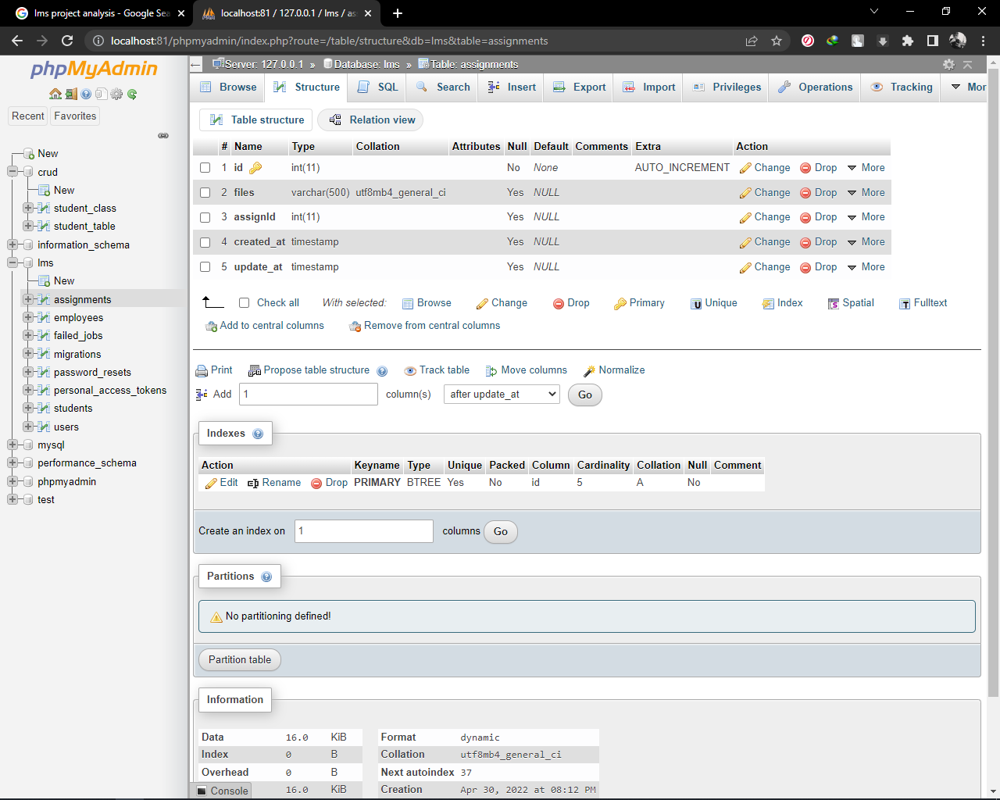 lms project analysis - Google Sea
localhost:81 / 127.0.0.1 / lms / as
localhost:81/phpmyadmin/index.php?route=/table/structure&db=lms&table=assignments
phpMyAdmin
Recent Favorites
New
crud
New
student_class
student_table
information_schema
lms
New
assignments
employees
failed_jobs
migrations
password_resets
personal_access_tokens
students
users
mysql
performance_schema
phpmyadmin
test
Server: 127.0.0.1 » Database: lms » Table: assignments
Browse Structure SQL Search Insert Export Import Privileges Operations Tracking Mor
Table structure Relation view
# Name Type Collation Attributes Null Default Comments Extra Action
1 id int(11) No None AUTO_INCREMENT Change Drop More
2 files varchar(500) utf8mb4_general_ci Yes NULL Change Drop More
3 assignId int(11) Yes NULL Change Drop More
4 created_at timestamp Yes NULL Change Drop More
5 update_at timestamp Yes NULL Change Drop More
Check all With selected: Browse Change Drop Primary Unique Index Spatial Fulltext
Add to central columns Remove from central columns
Print Propose table structure Track table Move columns Normalize
Add 1 column(s) after update_at Go
Indexes
Action Keyname Type Unique Packed Column Cardinality Collation Null Comment
Edit Rename Drop PRIMARY BTREE Yes No id 5 A No
Create an index on 1 columns Go
Partitions
No partitioning defined!
Partition table
Information
Data 16.0 KiB Format dynamic
Index 0 B Collation utf8mb4_general_ci
Overhead 0 B Next autoindex 37
Console 16.0 KiB Creation Apr 30, 2022 at 08:12 PM